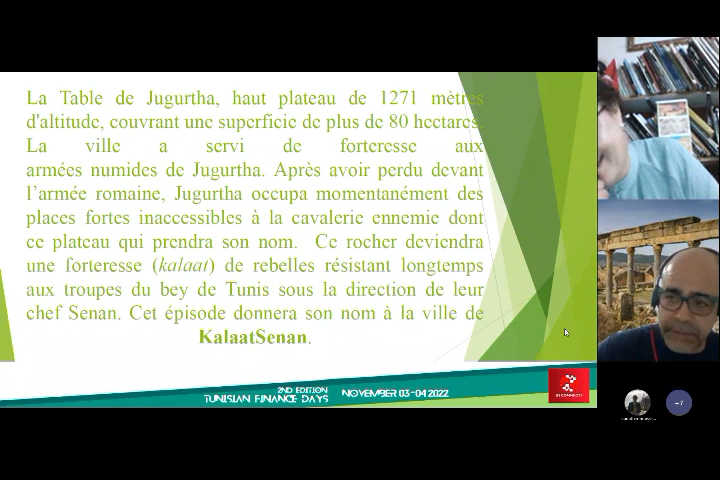 La Table de Jugurtha, haut plateau de 1271 mètres
d'altitude, couvrant une superficie de plus de 80 hectares.
La ville a servi de forteresse aux
armées numides de Jugurtha. Après avoir perdu devant
l'armée romaine, Jugurtha occupa momentanément des
places fortes inaccessibles à la cavalerie ennemie dont
ce plateau qui prendra son nom. Ce rocher deviendra
une forteresse (kalaat) de rebelles résistant longtemps
aux troupes du bey de Tunis sous la direction de leur
chef Senan. Cet épisode donnera son nom à la ville de
KalaatSenan.
2ND EDITION
TUNISIAN FINANCE DAYS
NOVEMBER 03-04 2022
+7